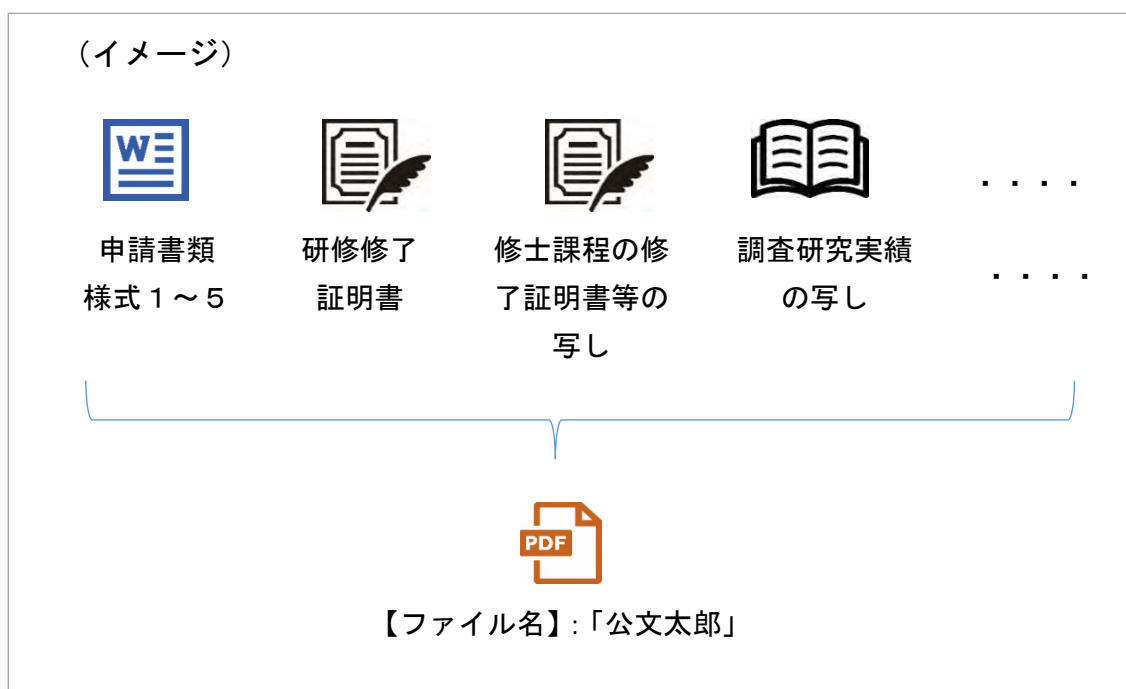 （イメージ）
W
申請書類
様式１～５
研修修了
証明書
修士課程の修
了証明書等の
写し
調査研究実績
の写し
・・・・
・・・・
PDF
【ファイル名】:「公文太郎」